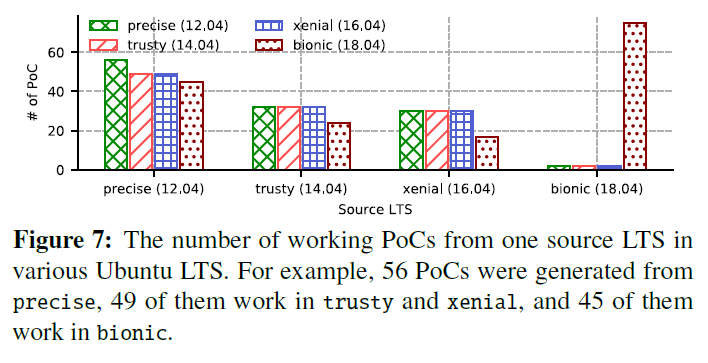 precise (12.04)
trusty (14.04)
xenial (16.04)
bionic (18.04)
# of PoC
60
40
20
0
precise (12.04)
trusty (14.04)
xenial (16.04)
bionic (18.04)
Source LTS
Figure 7: The number of working PoCs from one source LTS in
various Ubuntu LTS. For example, 56 PoCs were generated from
precise, 49 of them work in trusty and xenial, and 45 of them
work in bionic.